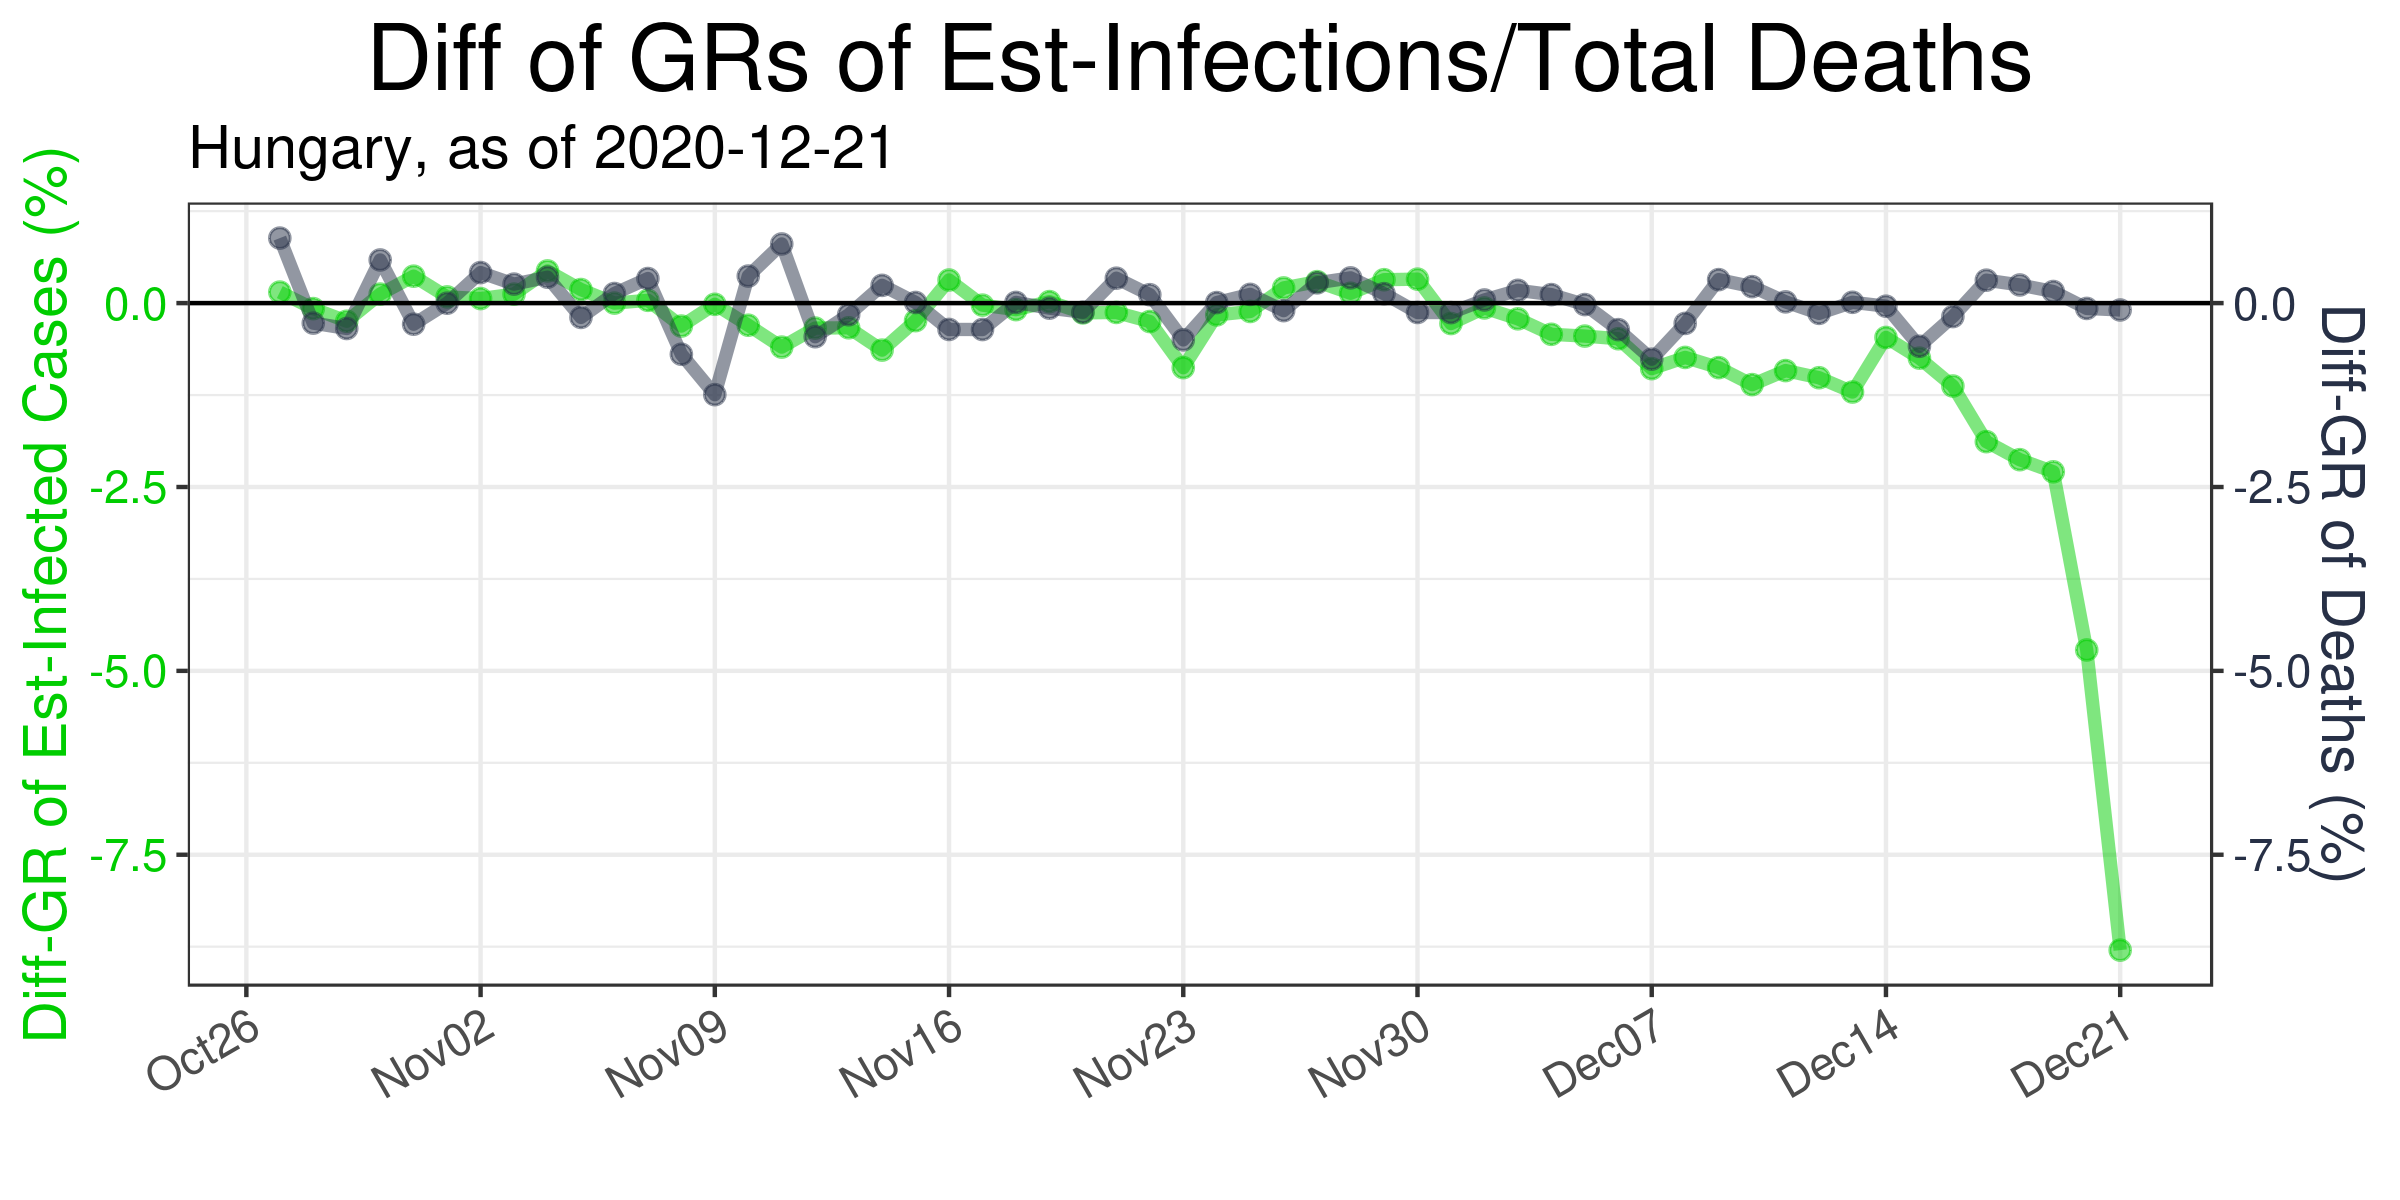 Diff of GRs of Est-Infections/Total Deaths
Hungary, as of 2020-12-21
Diff-GR of Est-Infected Cases (%)
0.0
-2.5
-5.0
-7.5
0.0
-2.5
-5.0
-7.5
Diff-GR of Deaths (%)
Oct26
Nov02
Nov09
Nov16
Nov23
Nov30
Dec07
Dec14
Dec21